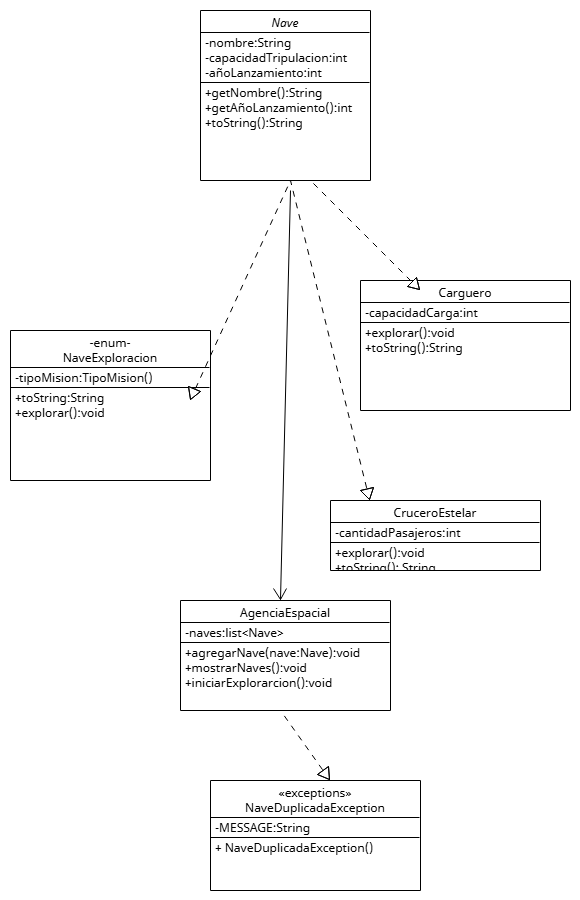 Nave
-nombre:String
-capacidadTripulacion:int
-añoLanzamiento:int
+getNombre():String
+getAñoLanzamiento():int
+toString():String
Carguero
-capacidadCarga:int
+explorar():void
+toString():String
-enum-
NaveExploracion
-tipoMision:TipoMision()
+toString:String
+explorar():void
CruceroEstelar
-cantidadPasajeros:int
+explorar():void
+toString(): String
AgenciaEspacial
-naves:list<Nave>
+agregarNave(nave:Nave):void
+mostrarNaves():void
+iniciarExplorarcion():void
«exceptions»
NaveDuplicadaException
-MESSAGE:String
+ NaveDuplicadaException()